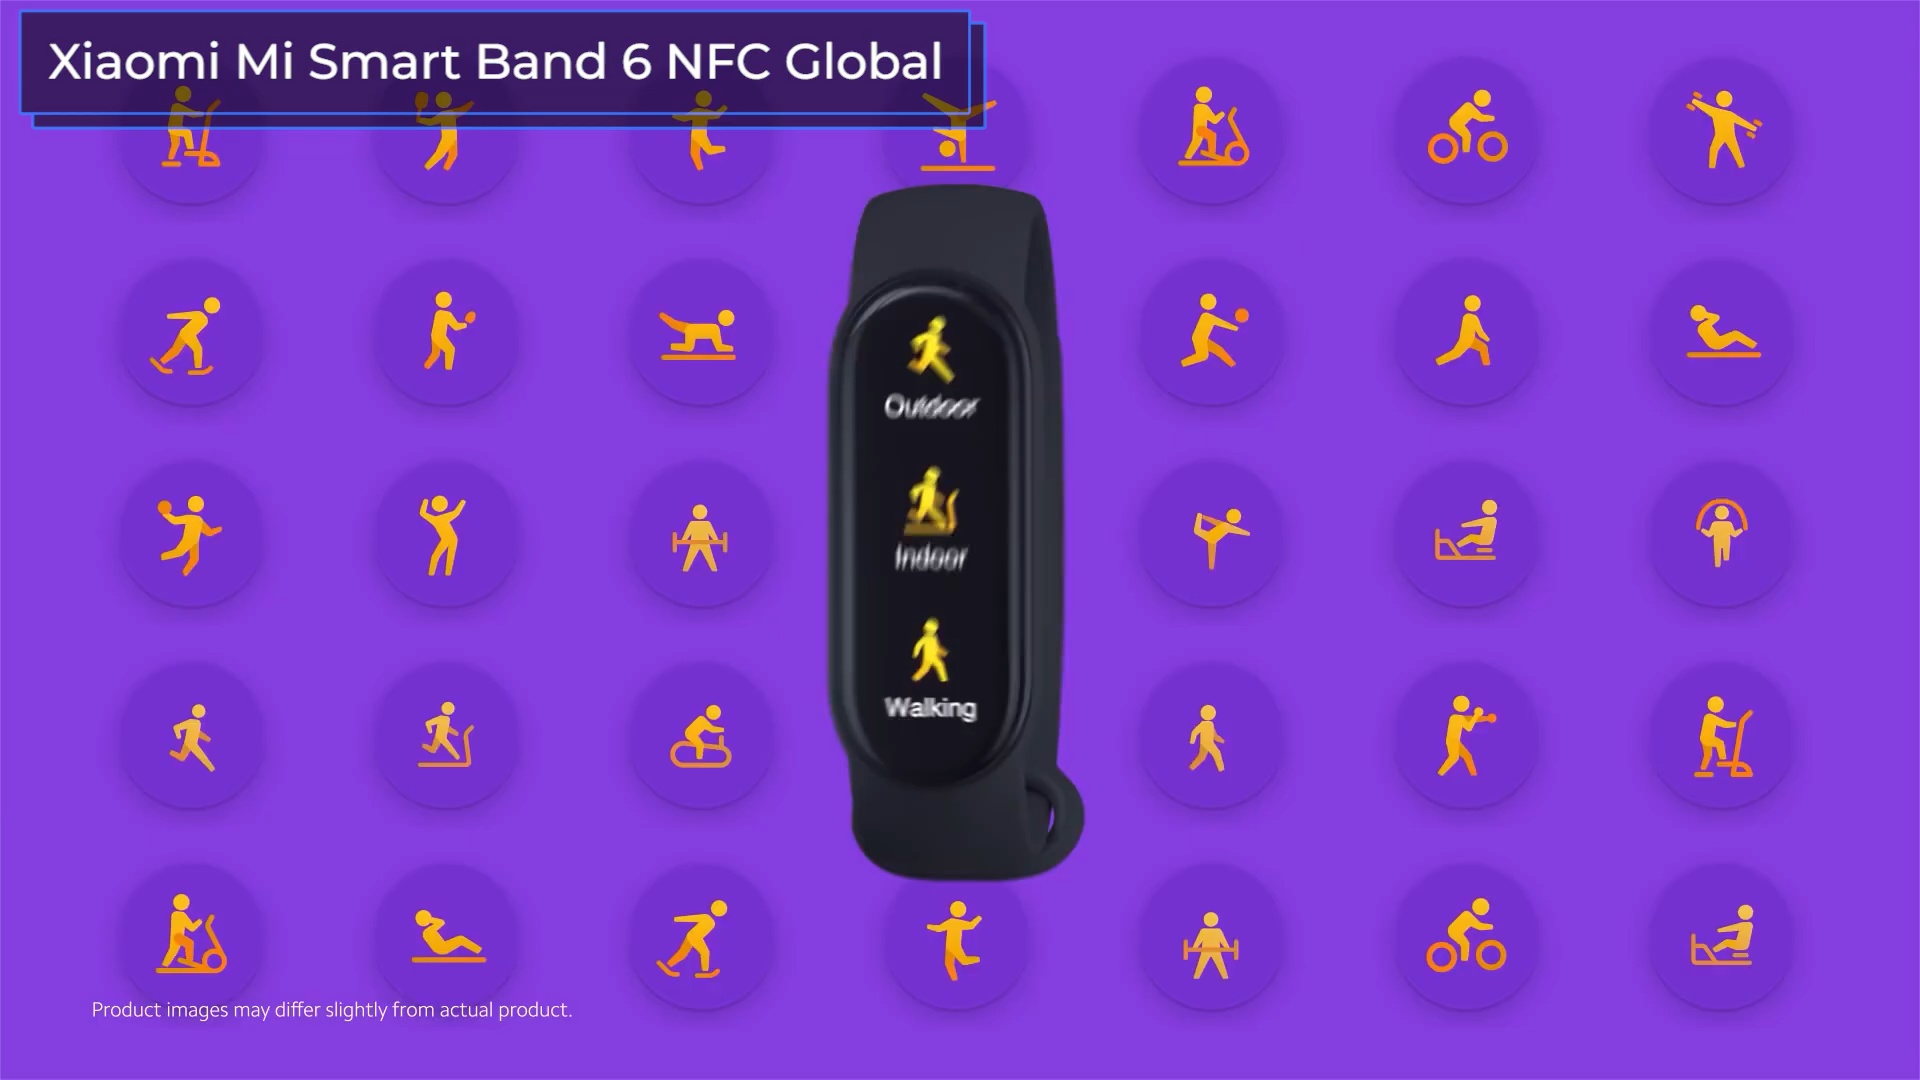 Xiaomi Mi Smart Band 6 NFC Global
Outdoor
Indoor
Walking
Product images may differ slightly from actual product.